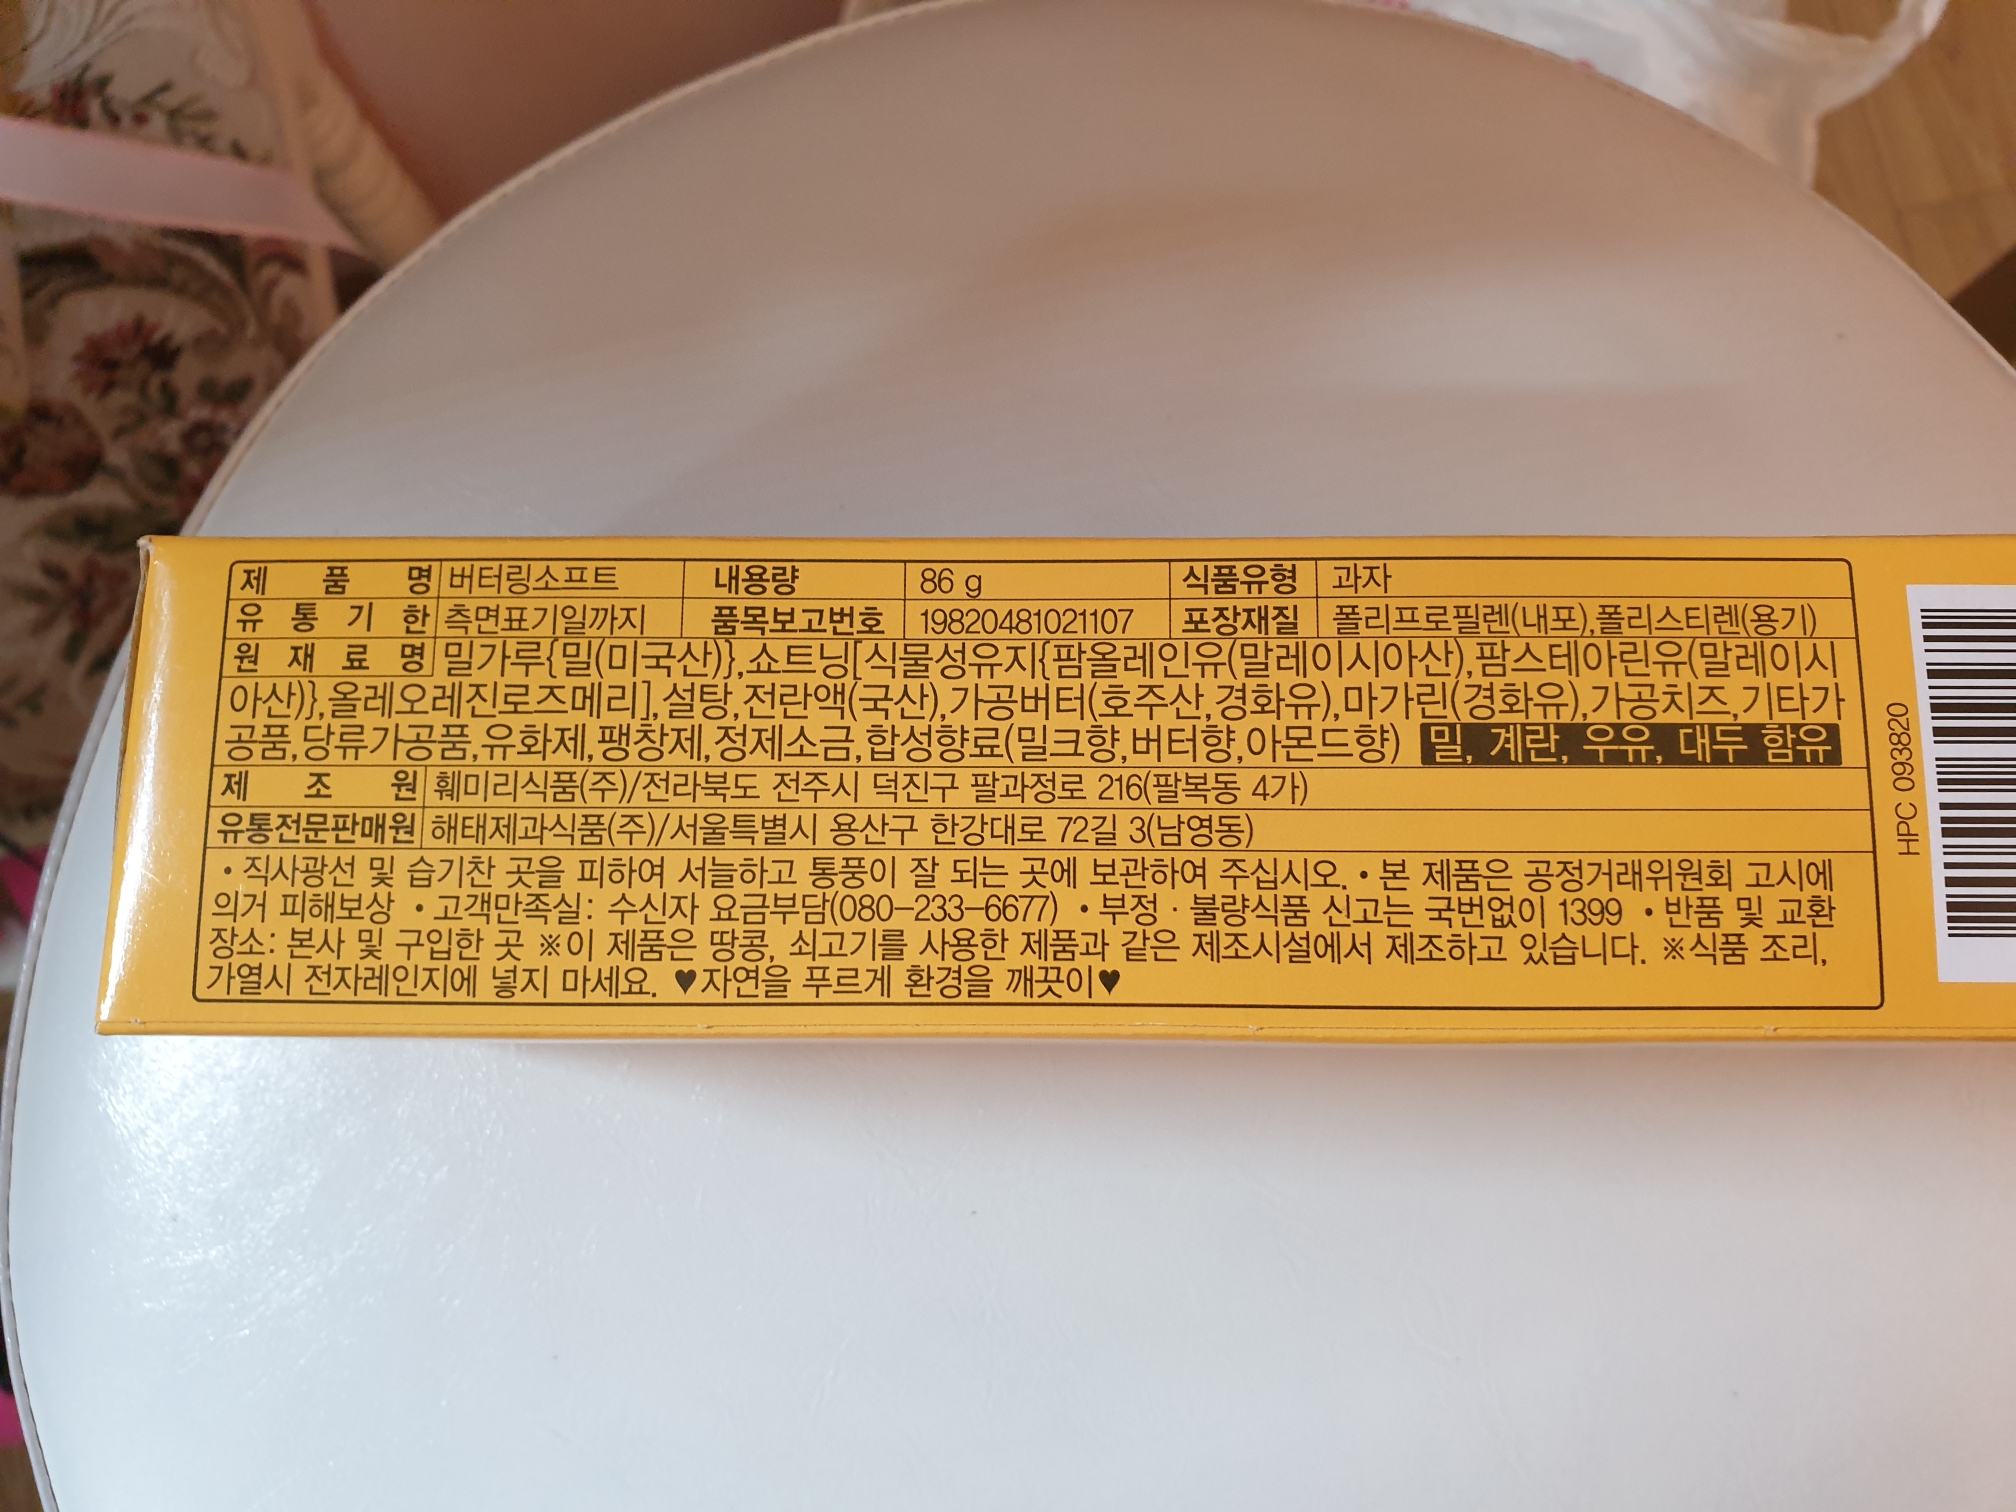 제 품 명 버터링소프트 내용량 86 g 식품유형 과자
유 통 기 한 측면표기일까지 품목보고번호 19820481021107 포장재질 폴리프로필렌(내포),폴리스티렌(용기)
원 재 료 명 밀가루{밀(미국산)},쇼트닝[식물성유지{팜올레인유(말레이시아산),팜스테아린유(말레이시
아산)},올레오레진로즈메리],설탕,전란액(국산),가공버터(호주산,경화유),마가린(경화유),가공치즈,기타가
공품,당류가공품,유화제,팽창제,정제소금,합성향료(밀크향,버터향,아몬드향) 밀, 계란, 우유, 대두 함유
제 조 원 훼미리식품(주)/전라북도 전주시 덕진구 팔과정로 216(팔복동 4가)
유통전문판매원 해태제과식품(주)/서울특별시 용산구 한강대로 72길 3(남영동)
• 직사광선 및 습기찬 곳을 피하여 서늘하고 통풍이 잘 되는 곳에 보관하여 주십시오. • 본 제품은 공정거래위원회 고시에
의거 피해보상 • 고객만족실: 수신자 요금부담(080-233-6677) • 부정 · 불량식품 신고는 국번없이 1399 • 반품 및 교환
장소: 본사 및 구입한 곳 ※이 제품은 땅콩, 쇠고기를 사용한 제품과 같은 제조시설에서 제조하고 있습니다. ※식품 조리,
가열시 전자레인지에 넣지 마세요. ♥자연을 푸르게 환경을 깨끗이♥
HPC 093820